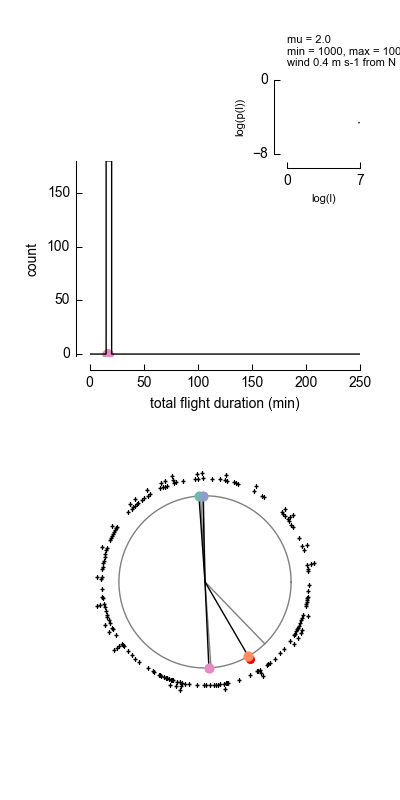 mu = 2.0
min = 1000, max = 100
wind 0.4 m s-1 from N
0
log(p(l))
−8
0
7
log(l)
150
100
50
0
count
0
50
100
150
200
250
total flight duration (min)